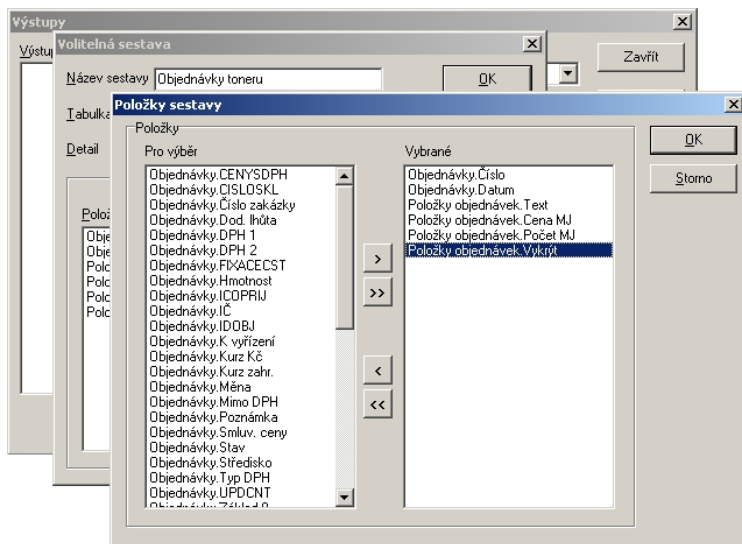 Výstupy
Výstup
Zavřít
Volitelná sestava
Název sestavy Objednávky toneru
OK
Tabulka
Detail
Položky sestavy
Položky
Pro výběr
Objednávky.CENYSDPH
Objednávky.CISLOSKL
Objednávky.Číslo zakázky
Objednávky.Dod. lhůta
Objednávky.DPH 1
Objednávky.DPH 2
Objednávky.FIXACECST
Objednávky.Hmotnost
Objednávky.ICOPRIJ
Objednávky.IČ
Objednávky.IDOBJ
Objednávky.K vyřízení
Objednávky.Kurz Kč
Objednávky.Kurz zahr.
Objednávky.Měna
Objednávky.Mimo DPH
Objednávky.Poznámka
Objednávky.Smluv. ceny
Objednávky.Stav
Objednávky.Středisko
Objednávky.Typ DPH
Objednávky.UPDCNT
Objednávky.Základ 0
>
>>
<
<<
Vybrané
Objednávky.Číslo
Objednávky.Datum
Položky objednávek.Text
Položky objednávek.Cena MJ
Položky objednávek.Počet MJ
Položky objednávek.Vykrýt
OK
Storno
Polož
Obje
Obje
Polo
Polo
Polo
Polo